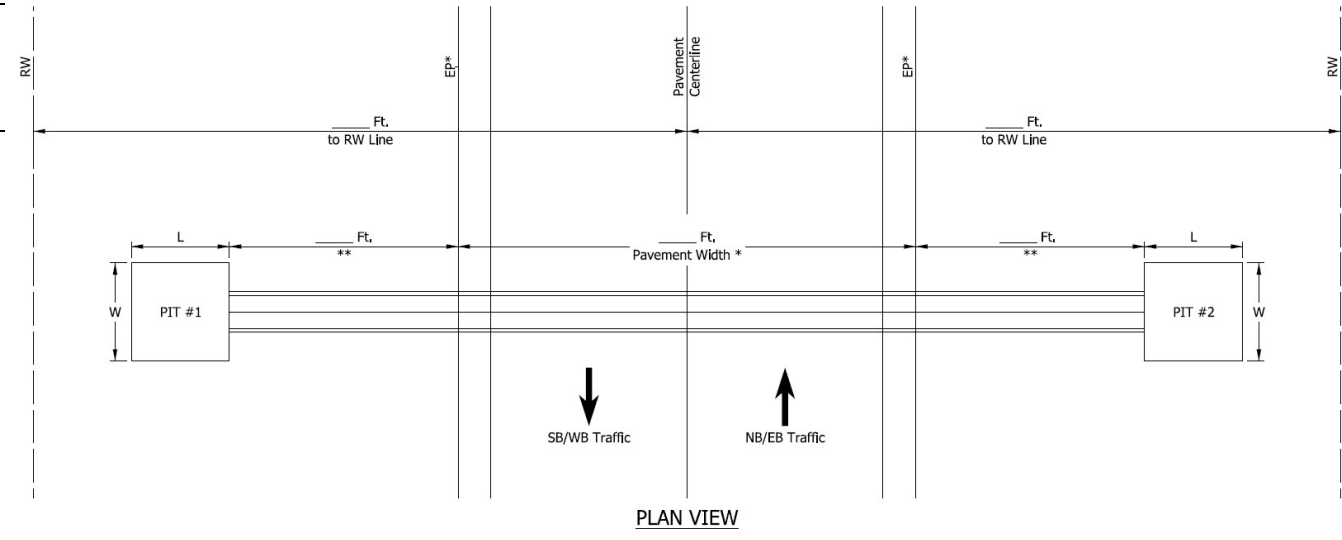 RW
EP*
Pavement
Centerline
EP*
RW
_____ Ft.
to RW Line
_____ Ft.
to RW Line
L
_____ Ft.
**
_____ Ft.
Pavement Width *
_____ Ft.
**
L
W
PIT #1
PIT #2
W
SB/WB Traffic
NB/EB Traffic
PLAN VIEW